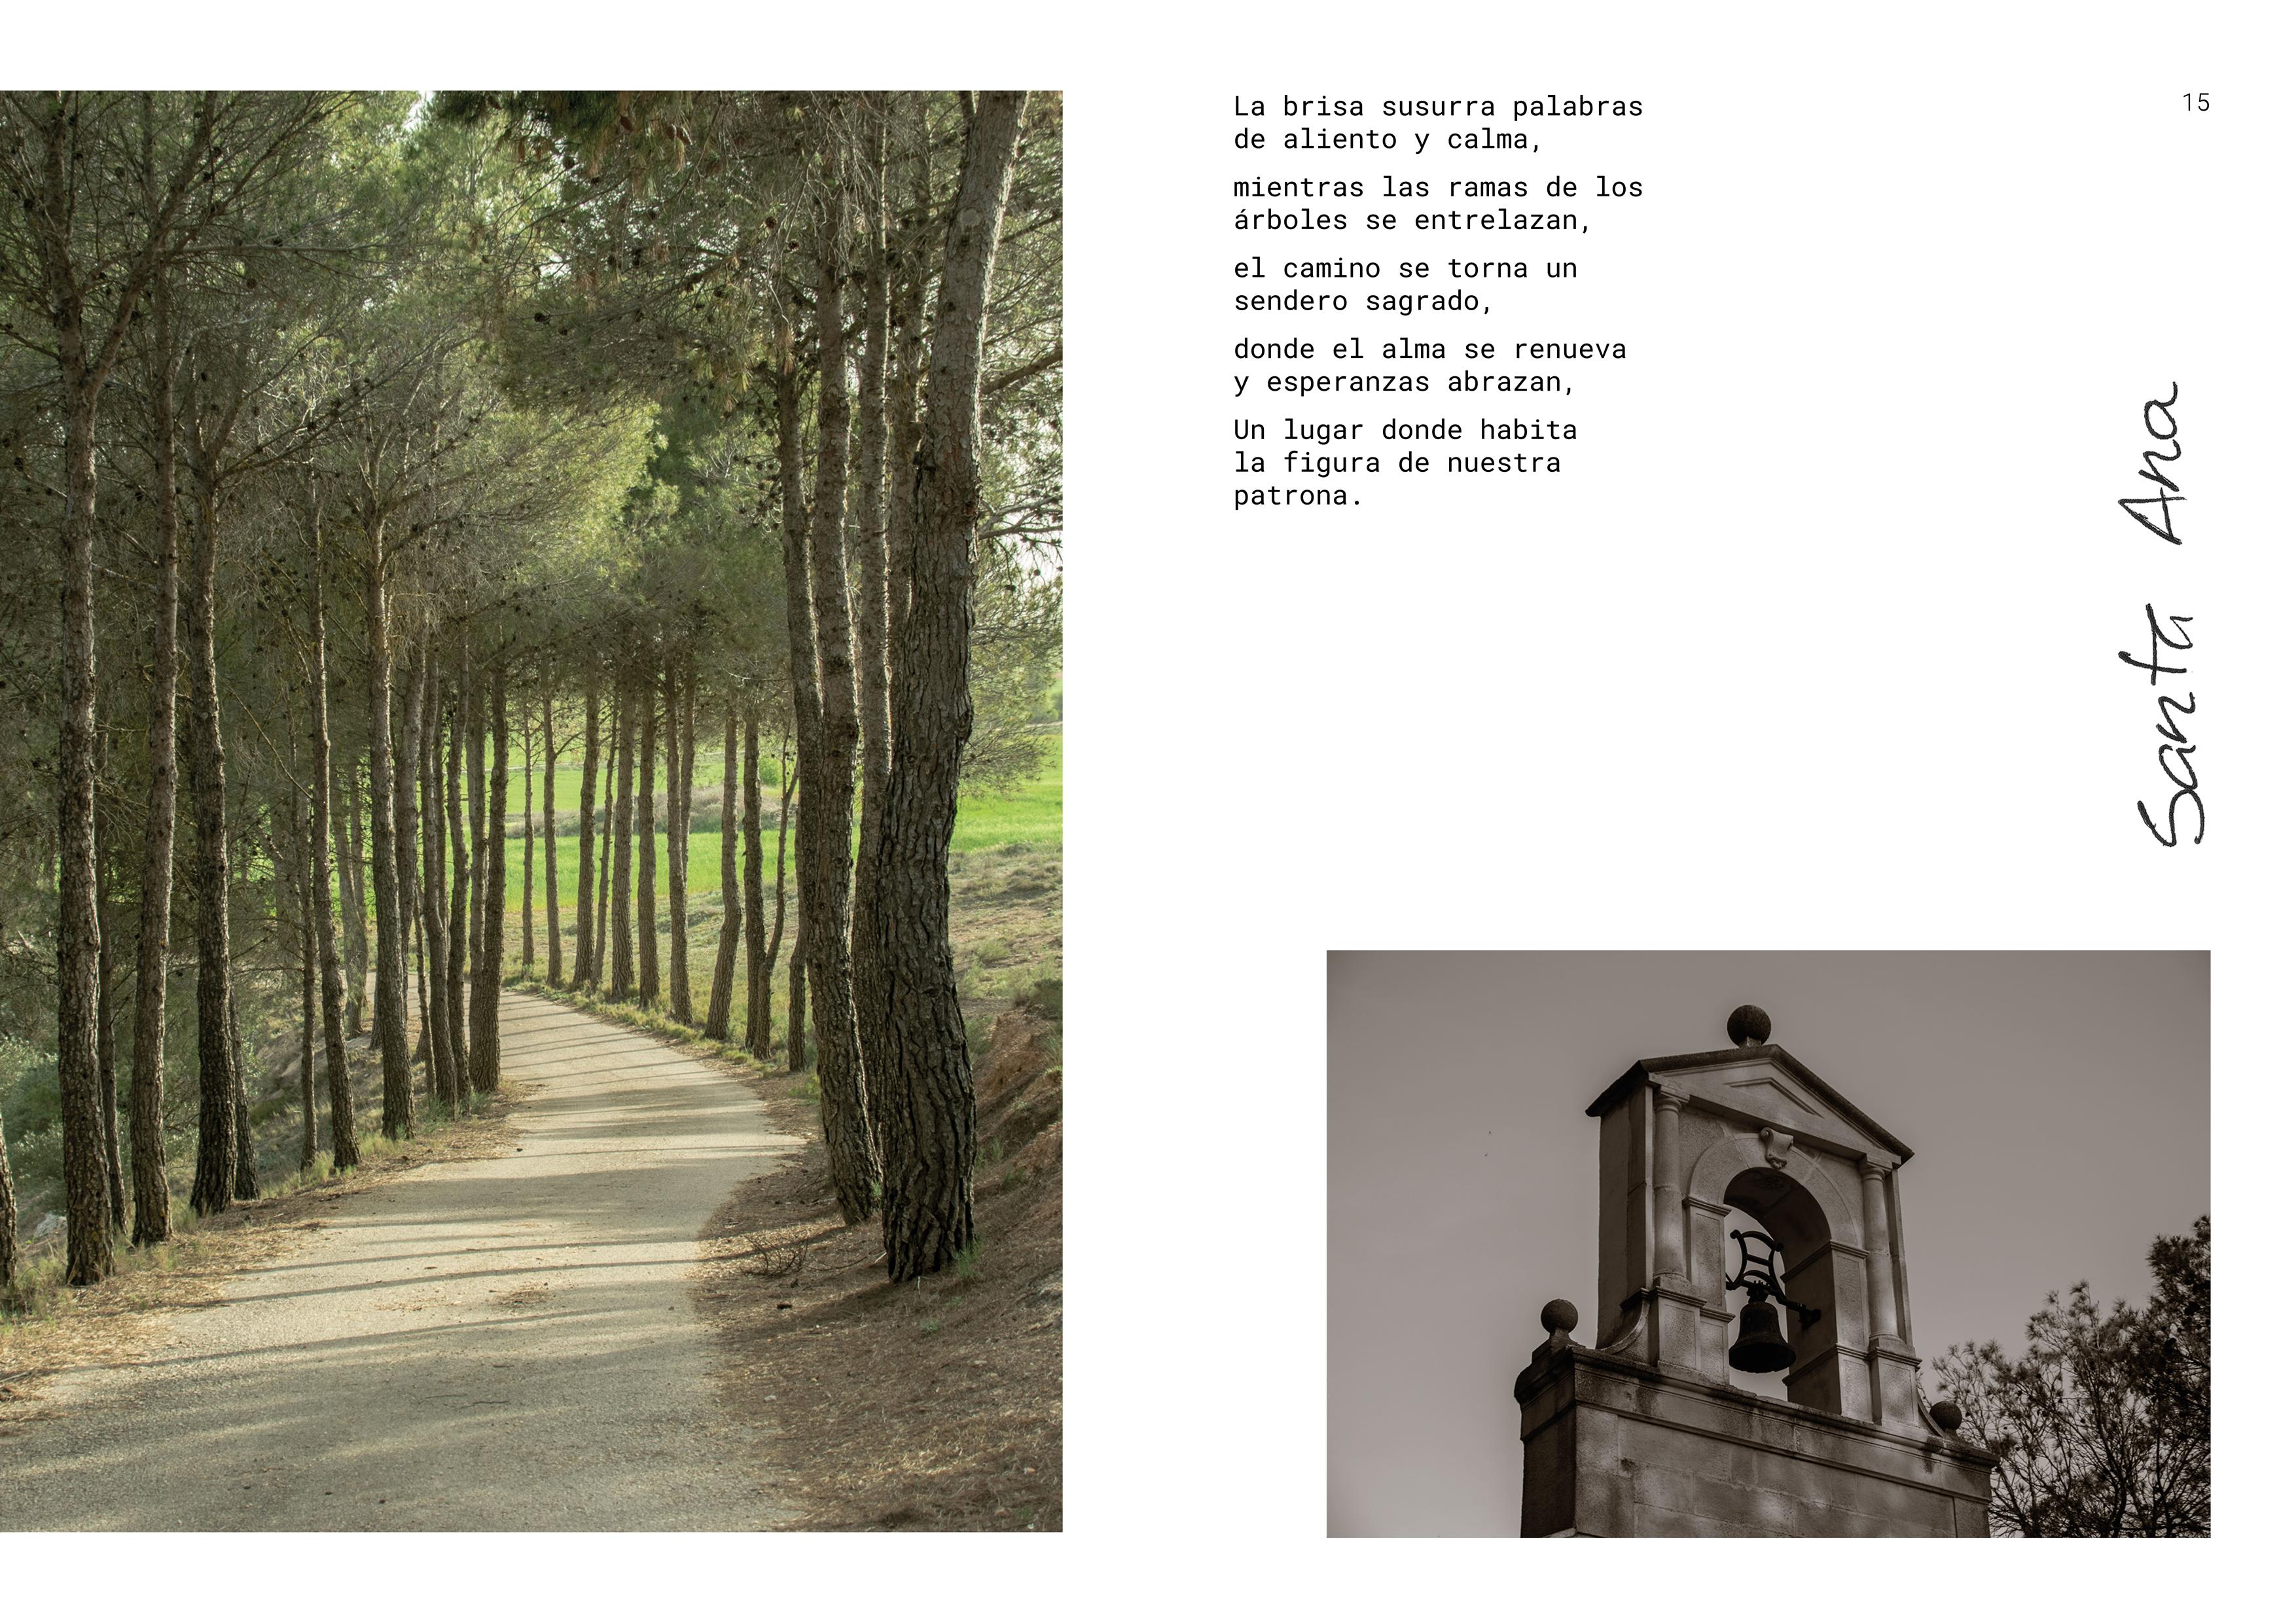 La brisa susurra palabras
de aliento y calma,
mientras las ramas de los
árboles se entrelazan,
el camino se torna un
sendero sagrado,
donde el alma se renueva
y esperanzas abrazan,
Un lugar donde habita
la figura de nuestra
patrona.
15
Santa Ana